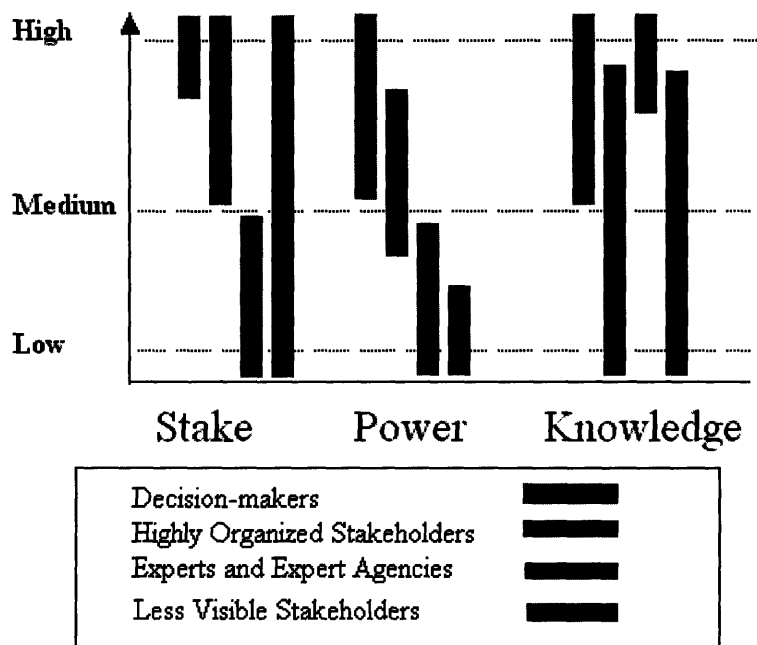 High
Medium
Low
Stake Power Knowledge
Decision-makers
Highly Organized Stakeholders
Experts and Expert Agencies
Less Visible Stakeholders